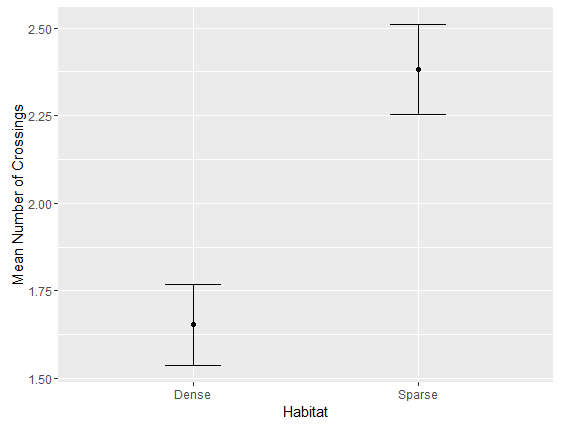 Mean Number of Crossings
2.50
2.25
2.00
1.75
1.50
Dense Sparse
Habitat